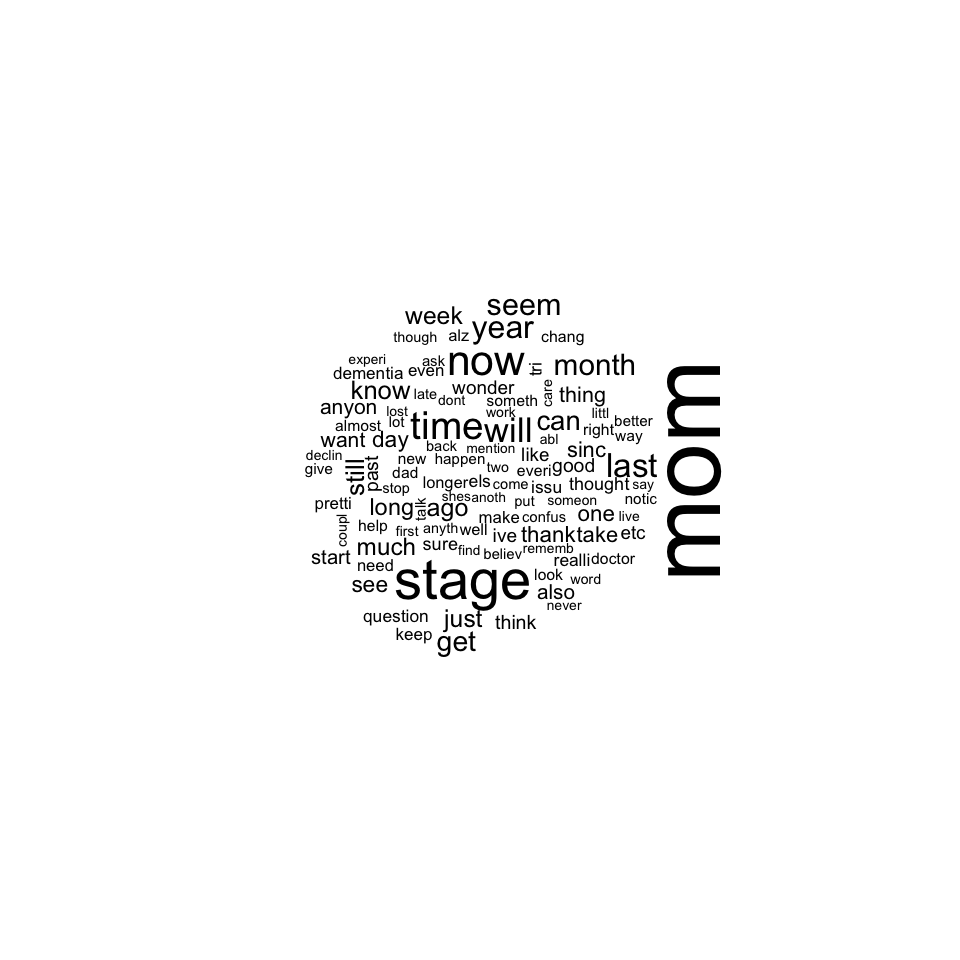 seem
week
year
though
alz
chang
mom
experi
ask
now
tri
month
dementia
even
know
late
wonder
care
thing
dont
someth
anyon
lost
work
littl
almost
lot
time
will
can
right
better
way
want
day
back
mention
abl
like
sinc
declin
give
still
past
dad
new
happen
two
everi
good
last
stop
longer
els
come
issu
thought
say
pretti
shes
anoth
put
someon
notic
coupl
long
talk
ago
make
confus
one
live
help
first
anyth
well
ive
thank
take
etc
start
much
sure
find
believ
rememb
realli
doctor
need
see
stage
look
word
also
never
question
just
think
keep
get